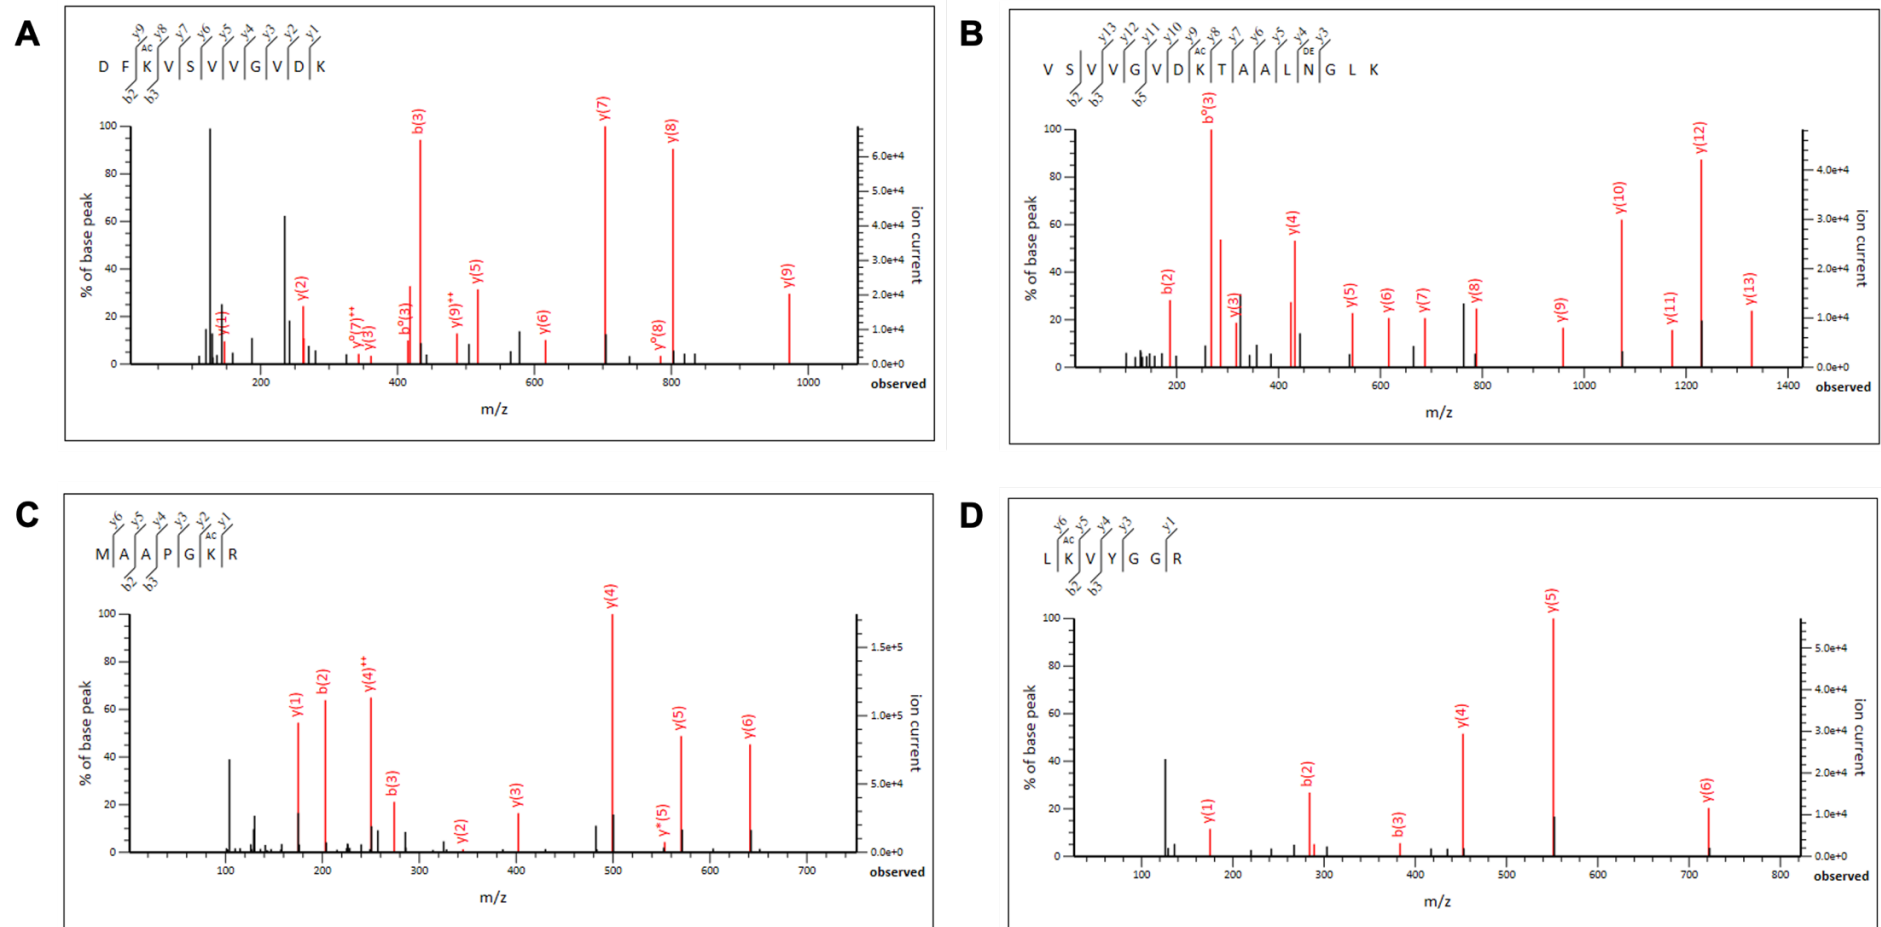 A
y9 y8 y7 y6 y5 y4 y3 y2 y1
AC
D F K V S V V G V D K
b2 b3
100
80
60
40
20
0
% of base peak
y(1)
y(2)
y°(7)++
y(3)
b°(3)
b(3)
y(9)++
y(5)
y(6)
y(7)
y°(8)
y(8)
y(9)
6.0e+4
5.0e+4
4.0e+4
3.0e+4
2.0e+4
1.0e+4
0.0e+0
ion current
200 400 600 800 1000 observed
m/z
B
y13 y12 y11 y10 y9 y8 y7 y6 y5 y4 y3
AC DE
V S V V G V D K T A A L N G L K
b2 b3 b5
100
80
60
40
20
0
% of base peak
b(2)
b°(3)
y(3)
y(4)
y(5)
y(6)
y(7)
y(8)
y(9)
y(10)
y(11)
y(12)
y(13)
4.0e+4
3.0e+4
2.0e+4
1.0e+4
0.0e+0
ion current
200 400 600 800 1000 1200 1400 observed
m/z
C
y6 y5 y4 y3 y2 y1
AC
M A A P G K R
b2 b3
100
80
60
40
20
0
% of base peak
y(1)
b(2)
y(4)++
b(3)
y(2)
y(3)
y(4)
y*(5)
y(5)
y(6)
1.5e+5
1.0e+5
5.0e+4
0.0e+0
ion current
100 200 300 400 500 600 700 observed
m/z
D
y6 y5 y4 y3 y1
AC
L K V Y G G R
b2 b3
100
80
60
40
20
0
% of base peak
y(1)
b(2)
b(3)
y(4)
y(5)
y(6)
5.0e+4
4.0e+4
3.0e+4
2.0e+4
1.0e+4
0.0e+0
ion current
100 200 300 400 500 600 700 800 observed
m/z